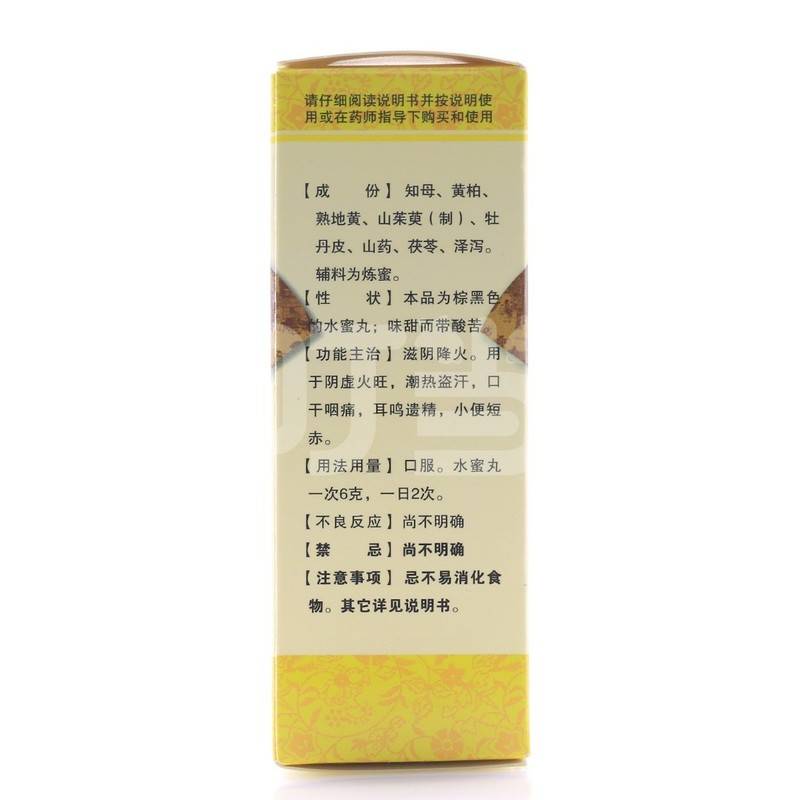 请仔细阅读说明书并按说明使
用或在药师指导下购买和使用
【成　　份】知母、黄柏、
熟地黄、山茱萸(制)、牡
丹皮、山药、茯苓、泽泻。
辅料为炼蜜。
【性　　状】本品为棕黑色
的水蜜丸;味甜而带酸苦。
【功能主治】滋阴降火。用
于阴虚火旺,潮热盗汗,口
干咽痛,耳鸣遗精,小便短
赤。
【用法用量】口服。水蜜丸
一次6克,一日2次。
【不良反应】尚不明确
【禁　　忌】尚不明确
【注意事项】忌不易消化食
物。其它详见说明书。